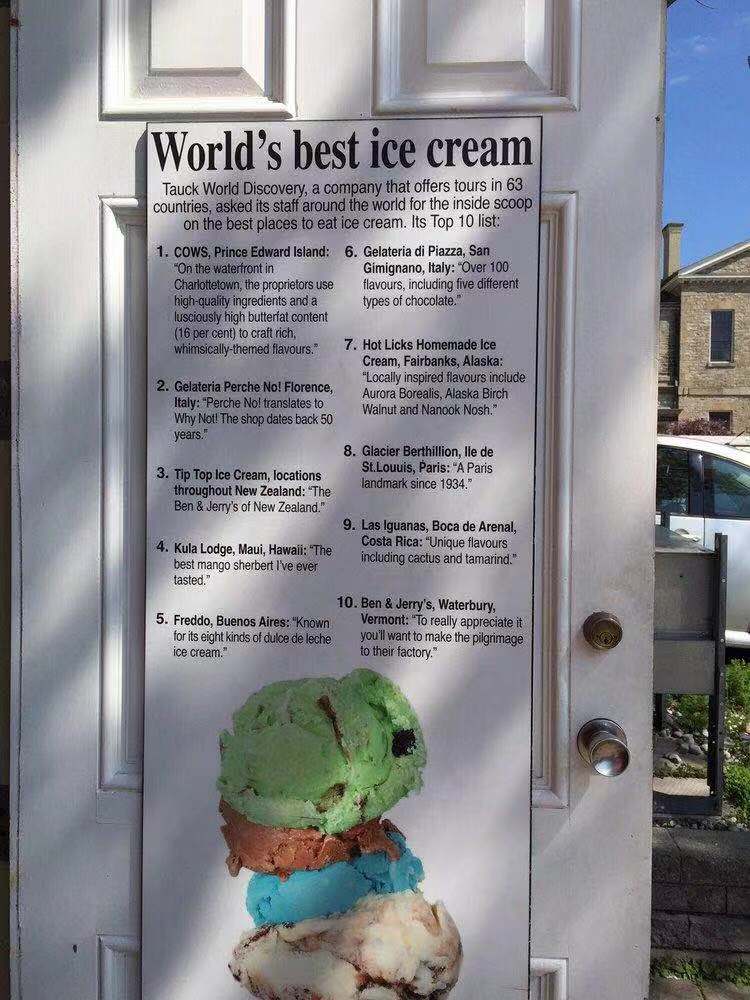 World's best ice cream
Tauck World Discovery, a company that offers tours in 63
countries, asked its staff around the world for the inside scoop
on the best places to eat ice cream. Its Top 10 list:
1. COWS, Prince Edward Island:
"On the waterfront in
Charlottetown, the proprietors use
high-quality ingredients and a
lusciously high butterfat content
(16 per cent) to craft rich,
whimsically-themed flavours."
2. Gelateria Perche No! Florence,
Italy: "Perche No! translates to
Why Not! The shop dates back 50
years."
3. Tip Top Ice Cream, locations
throughout New Zealand: "The
Ben & Jerry's of New Zealand."
4. Kula Lodge, Maui, Hawaii: "The
best mango sherbert I've ever
tasted."
5. Freddo, Buenos Aires: "Known
for its eight kinds of dulce de leche
ice cream."
6. Gelateria di Piazza, San
Gimignano, Italy: "Over 100
flavours, including five different
types of chocolate."
7. Hot Licks Homemade Ice
Cream, Fairbanks, Alaska:
"Locally inspired flavours include
Aurora Borealis, Alaska Birch
Walnut and Nanook Nosh."
8. Glacier Berthillion, Ile de
St.Louuis, Paris: "A Paris
landmark since 1934."
9. Las Iguanas, Boca de Arenal,
Costa Rica: "Unique flavours
including cactus and tamarind."
10. Ben & Jerry's, Waterbury,
Vermont: "To really appreciate it
you'll want to make the pilgrimage
to their factory."